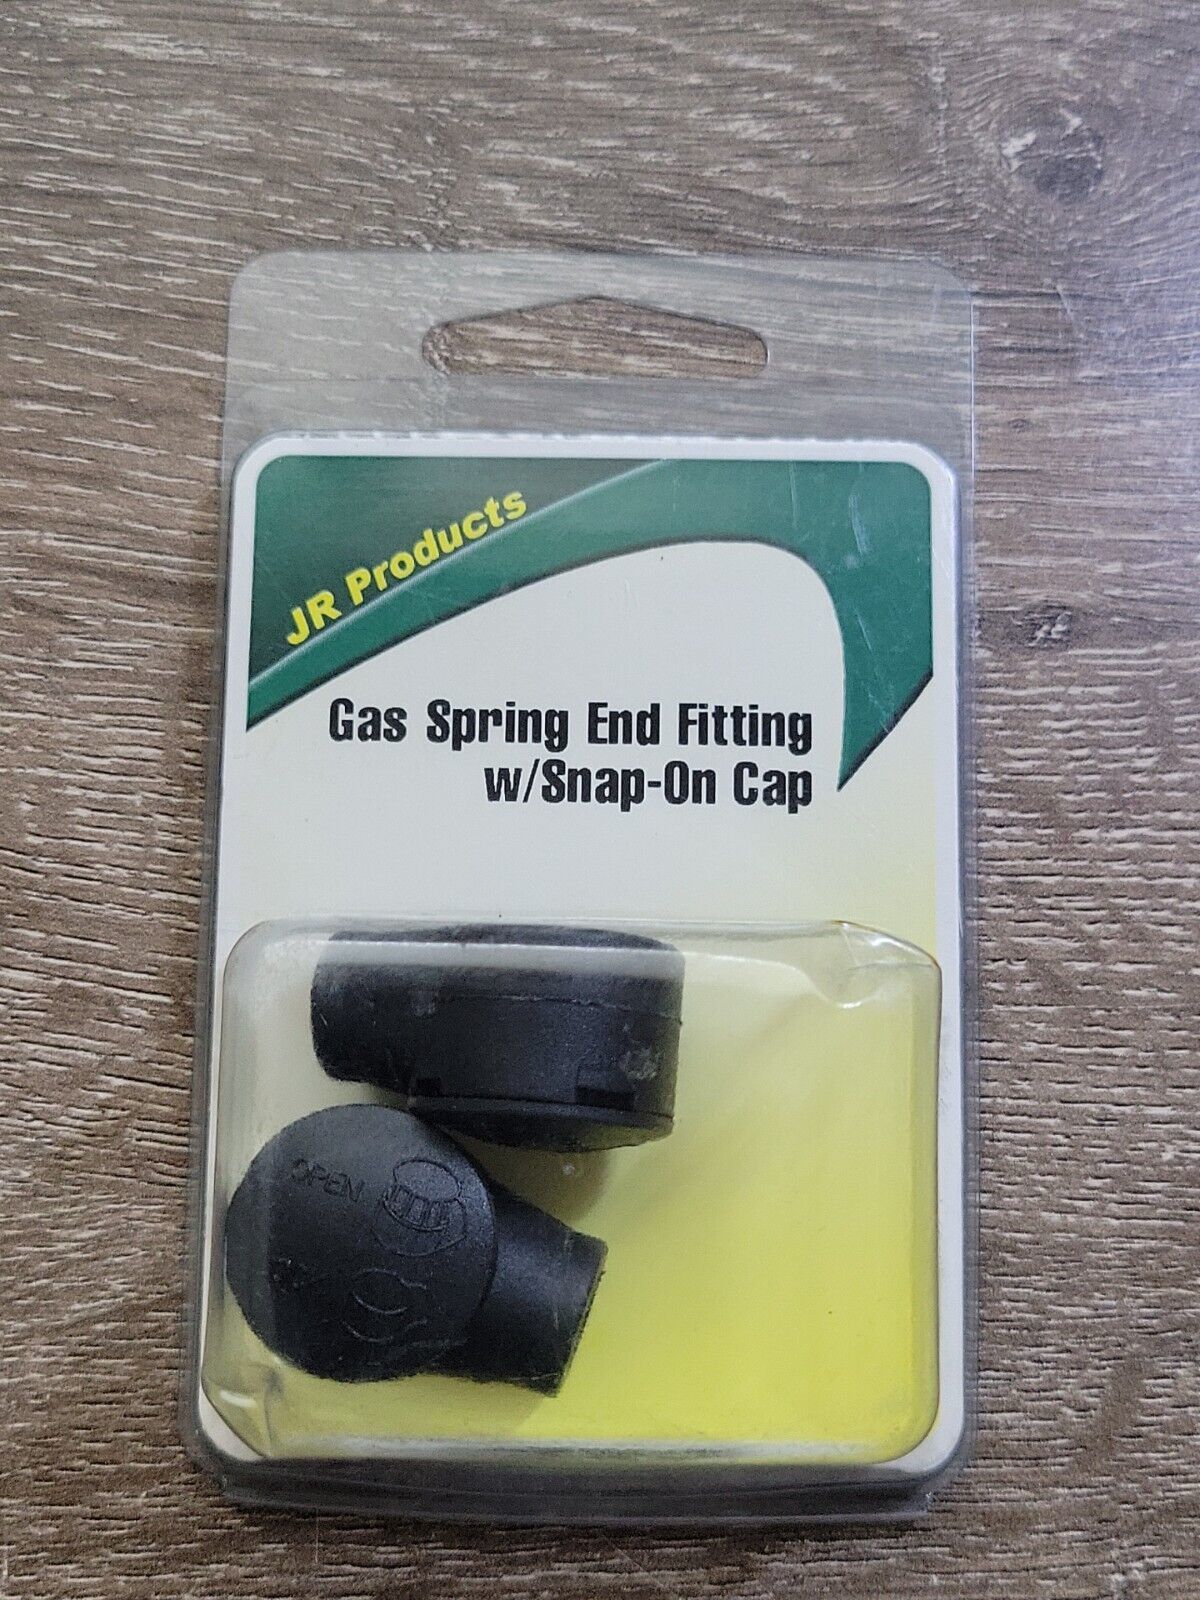 JR Products
Gas Spring End Fitting
w/Snap-On Cap
OPEN